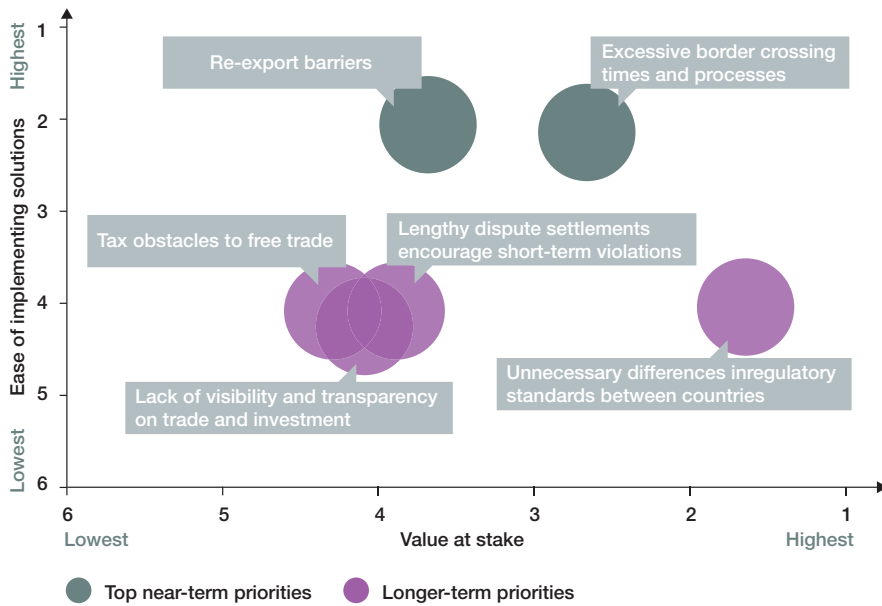 Highest
Ease of implementing solutions
Lowest
1
2
3
4
5
6
Re-export barriers
Excessive border crossing
times and processes
Tax obstacles to free trade
Lengthy dispute settlements
encourage short-term violations
Lack of visibility and transparency
on trade and investment
Unnecessary differences inregulatory
standards between countries
6
5
4
3
2
1
Lowest
Value at stake
Highest
Top near-term priorities
Longer-term priorities